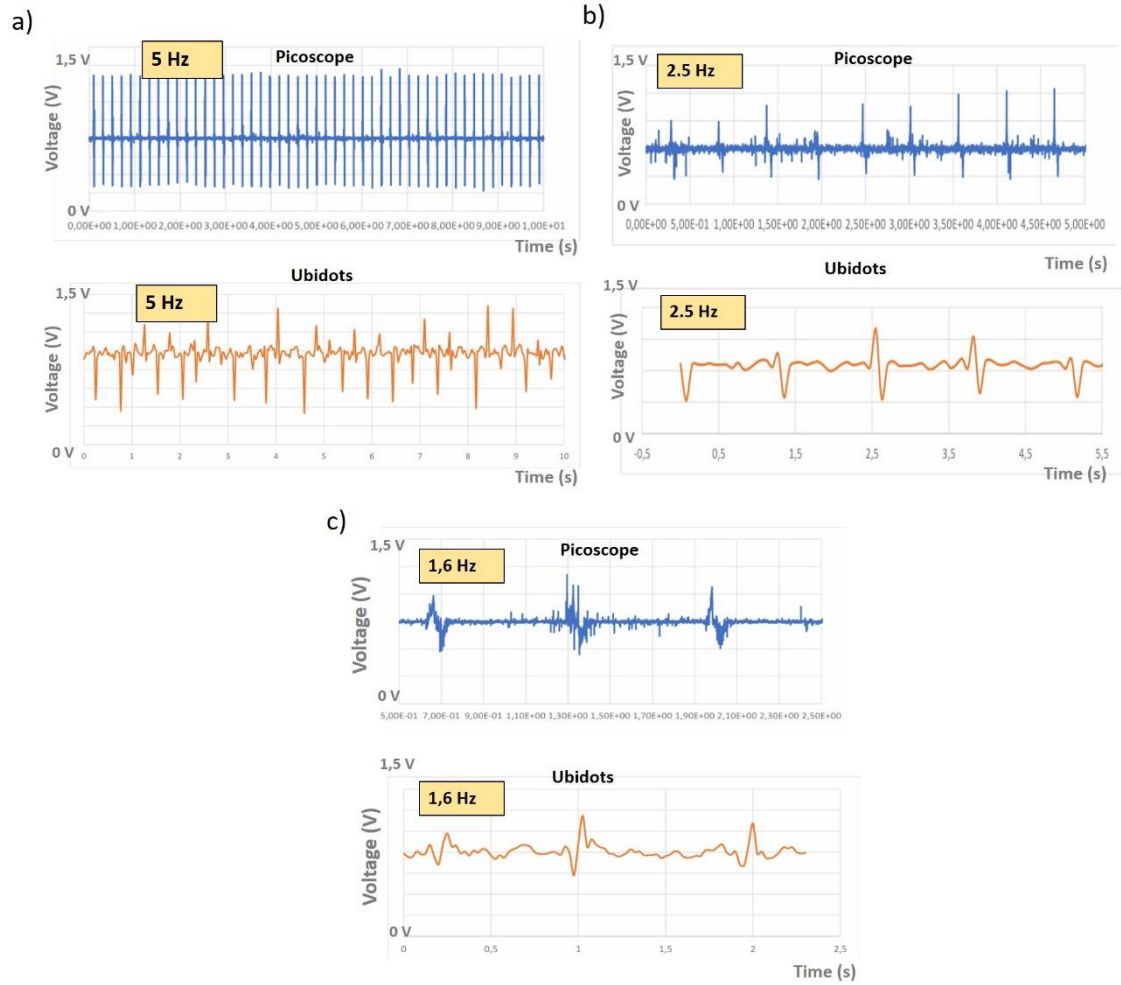 a)
5 Hz
Picoscope
1,5 V
Voltage (V)
0 V
0,00E+00 1,00E+00 2,00E+00 3,00E+00 4,00E+00 5,00E+00 6,00E+00 7,00E+00 8,00E+00 9,00E+00 1,00E+01
Time (s)
Ubidots
5 Hz
1,5 V
Voltage (V)
0 V
0 1 2 3 4 5 6 7 8 9 10
Time (s)
b)
Picoscope
2.5 Hz
1,5 V
Voltage (V)
0 V
0,00E+00 5,00E-01 1,00E+00 1,50E+00 2,00E+00 2,50E+00 3,00E+00 3,50E+00 4,00E+00 4,50E+00 5,00E+00
Time (s)
Ubidots
1,5 V
2.5 Hz
Voltage (V)
0 V
-0,5 0,5 1,5 2,5 3,5 4,5 5,5
Time (s)
c)
1,5 V
Picoscope
1,6 Hz
Voltage (V)
0 V
5,00E-01 7,00E-01 9,00E-01 1,10E+00 1,30E+00 1,50E+00 1,70E+00 1,90E+00 2,10E+00 2,30E+00 2,50E+00
1,5 V
Ubidots
1,6 Hz
Voltage (V)
0 V
0 0,5 1 1,5 2 2,5
Time (s)